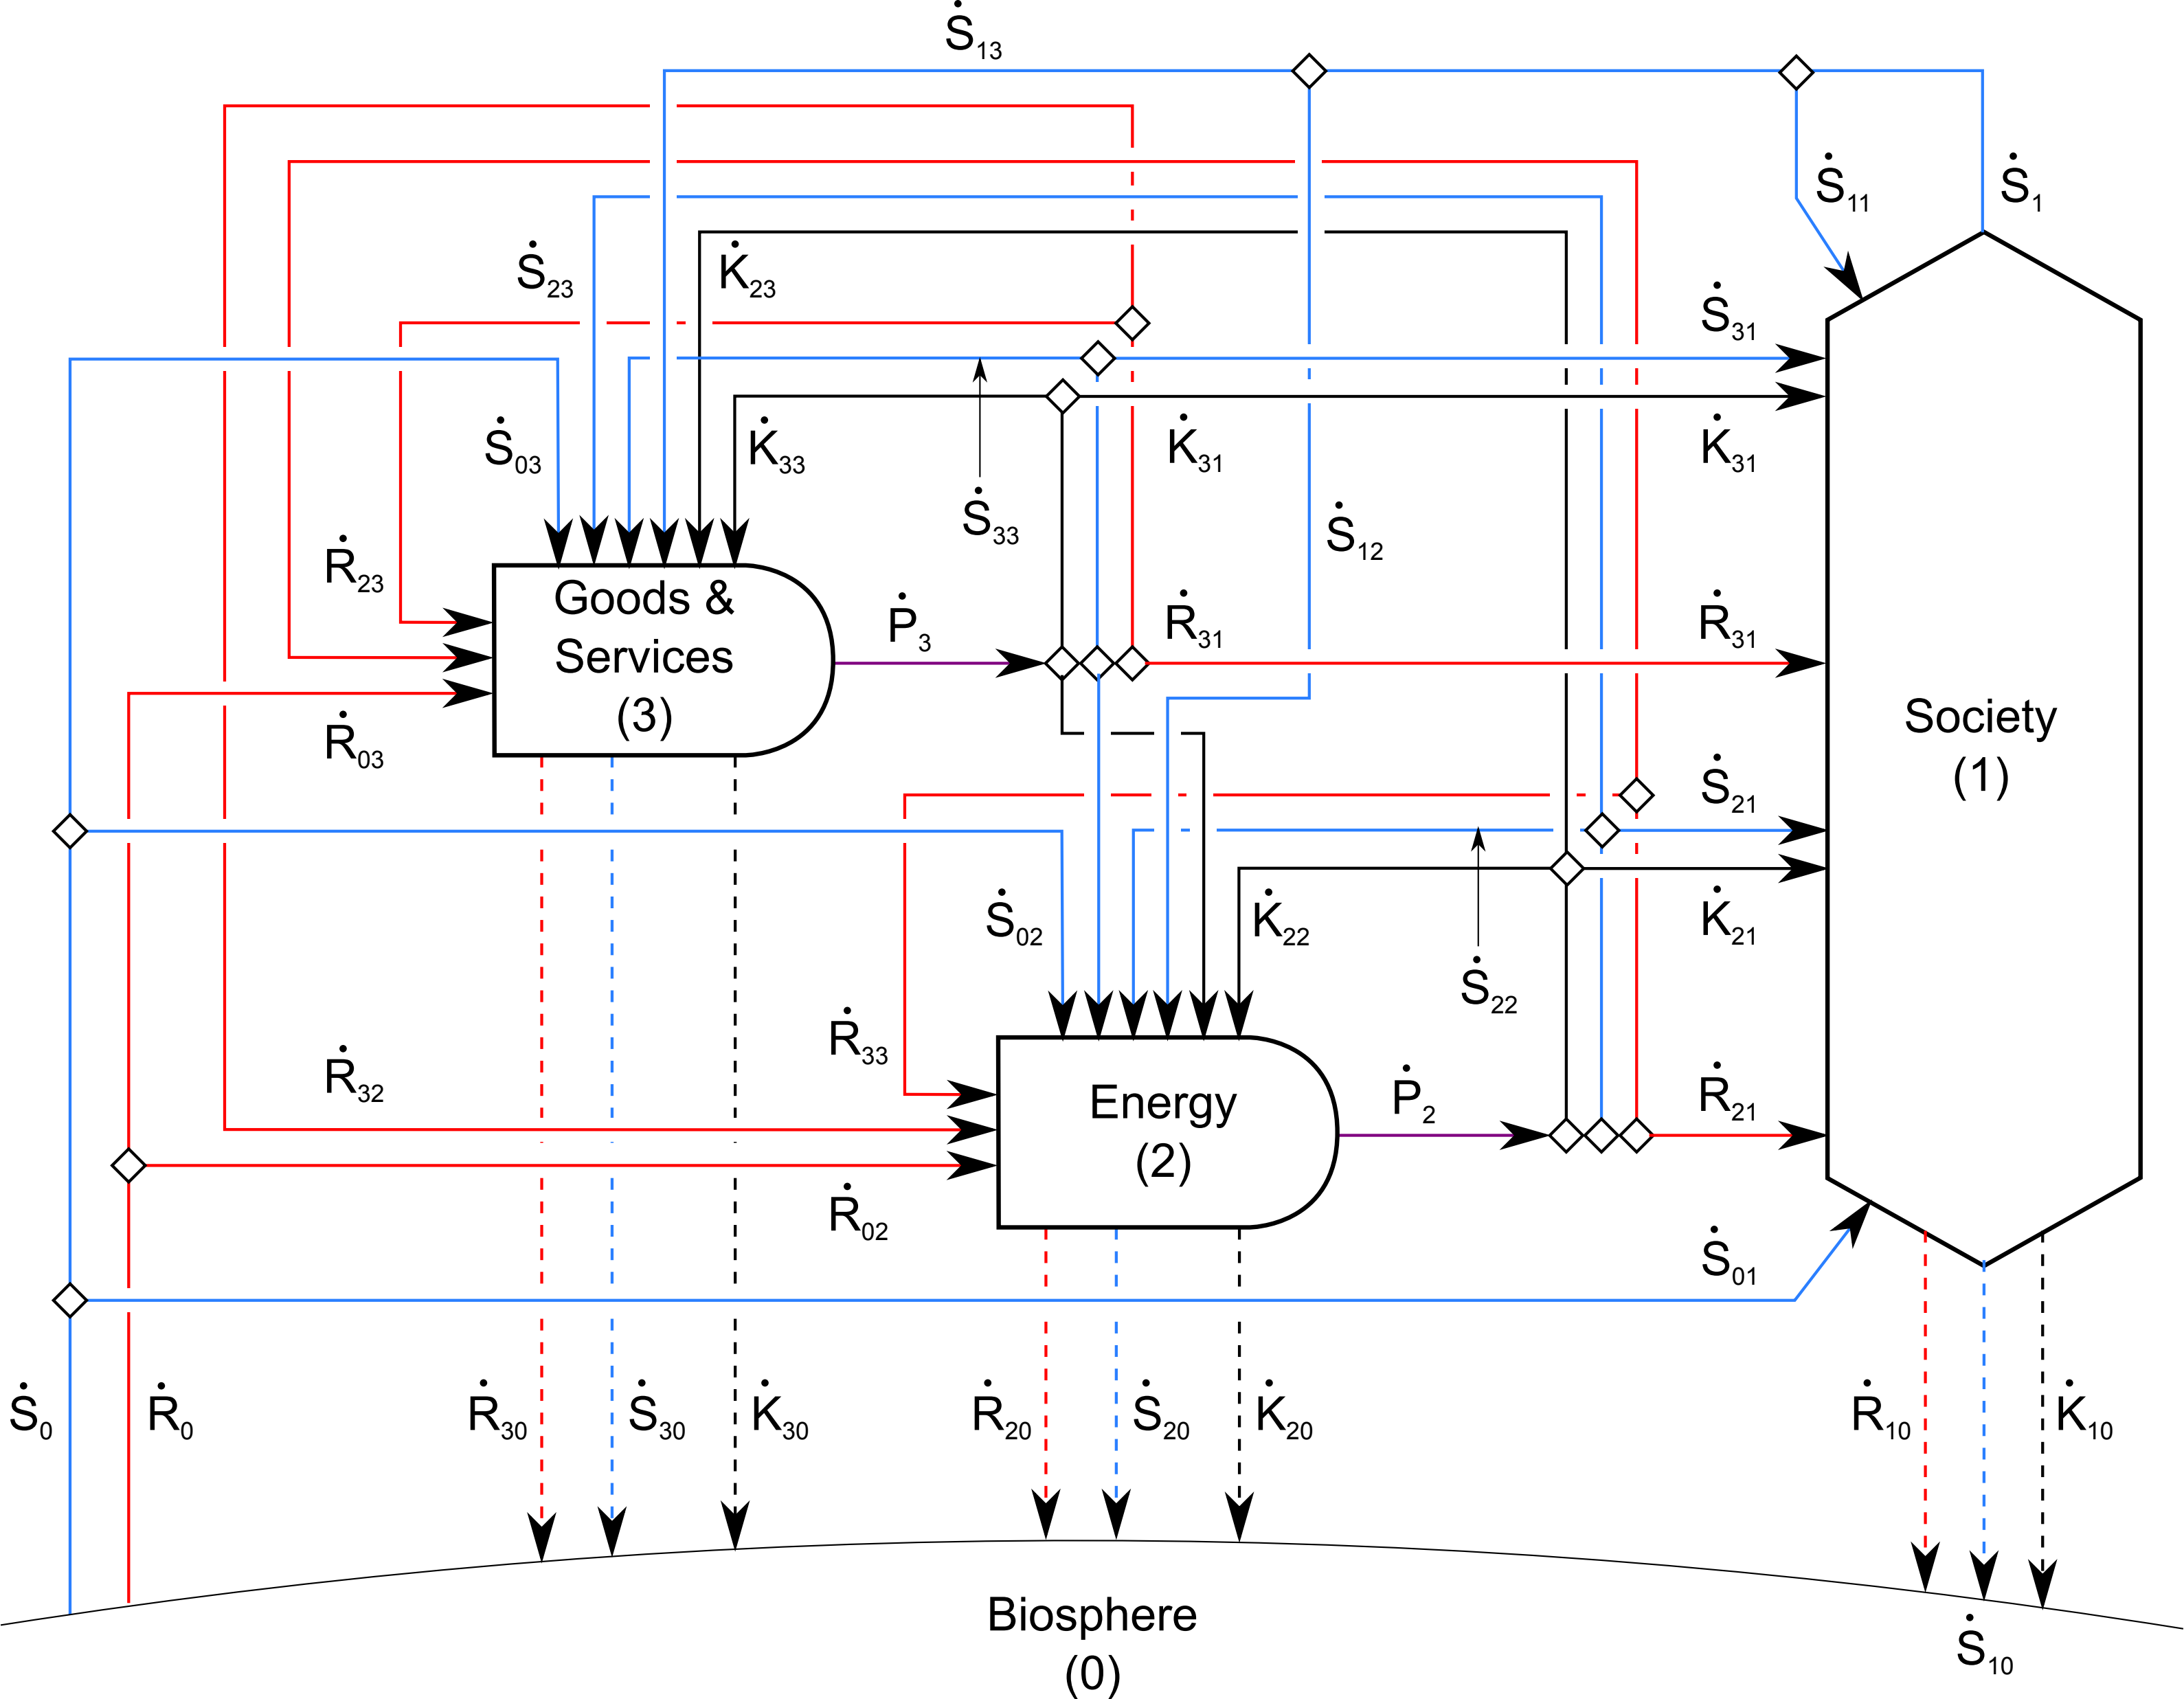 Ṡ13
Ṡ11
Ṡ1
Ṡ23
K̇23
Ṡ31
Ṡ03
K̇33
K̇31
K̇31
Ṡ33
Ṡ12
Ṙ23
Goods &
Services
(3)
Ṗ3
Ṙ31
Ṙ31
Ṙ03
Society
(1)
Ṡ21
Ṡ02
K̇22
K̇21
Ṡ22
Ṙ33
Ṙ32
Energy
(2)
Ṗ2
Ṙ21
Ṙ02
Ṡ01
Ṡ0
Ṙ0
Ṙ30
Ṡ30
K̇30
Ṙ20
Ṡ20
K̇20
Ṙ10
K̇10
Biosphere
(0)
Ṡ10